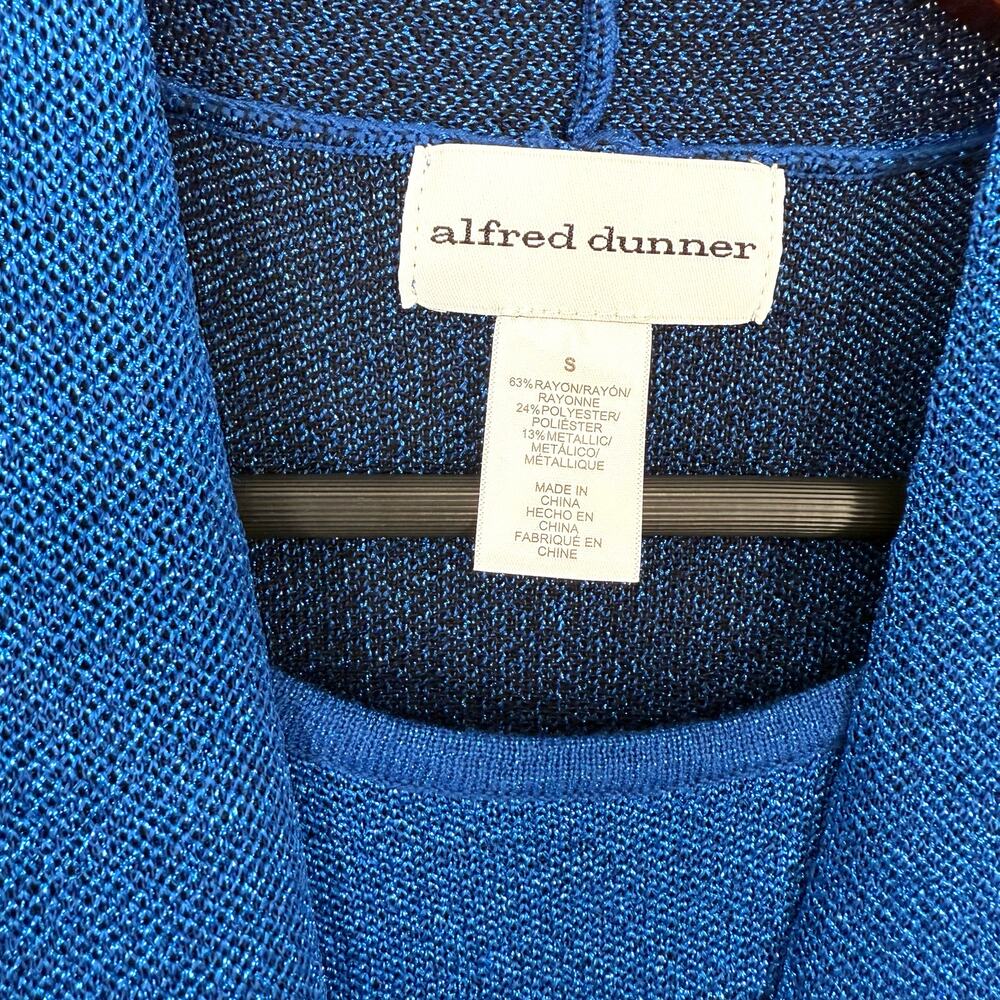 alfred dunner
S
63%RAYON/RAYÓN/
RAYONNE
24%POLYESTER/
POLIÉSTER
13%METALLIC/
METÁLICO/
MÉTALLIQUE
MADE IN
CHINA
HECHO EN
CHINA
FABRIQUÉ EN
CHINE